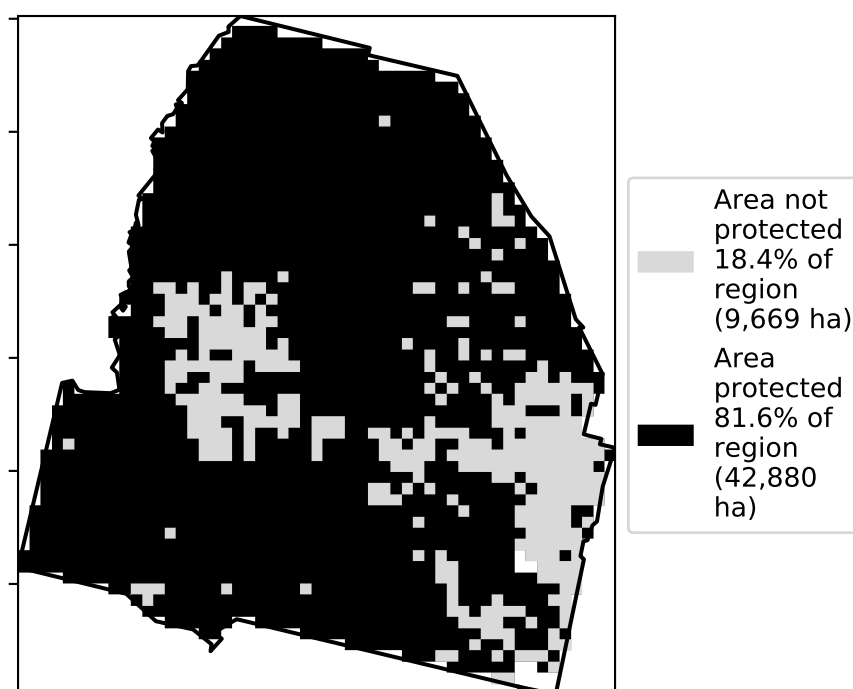 Area not
protected
18.4% of
region
(9,669 ha)
Area
protected
81.6% of
region
(42,880
ha)